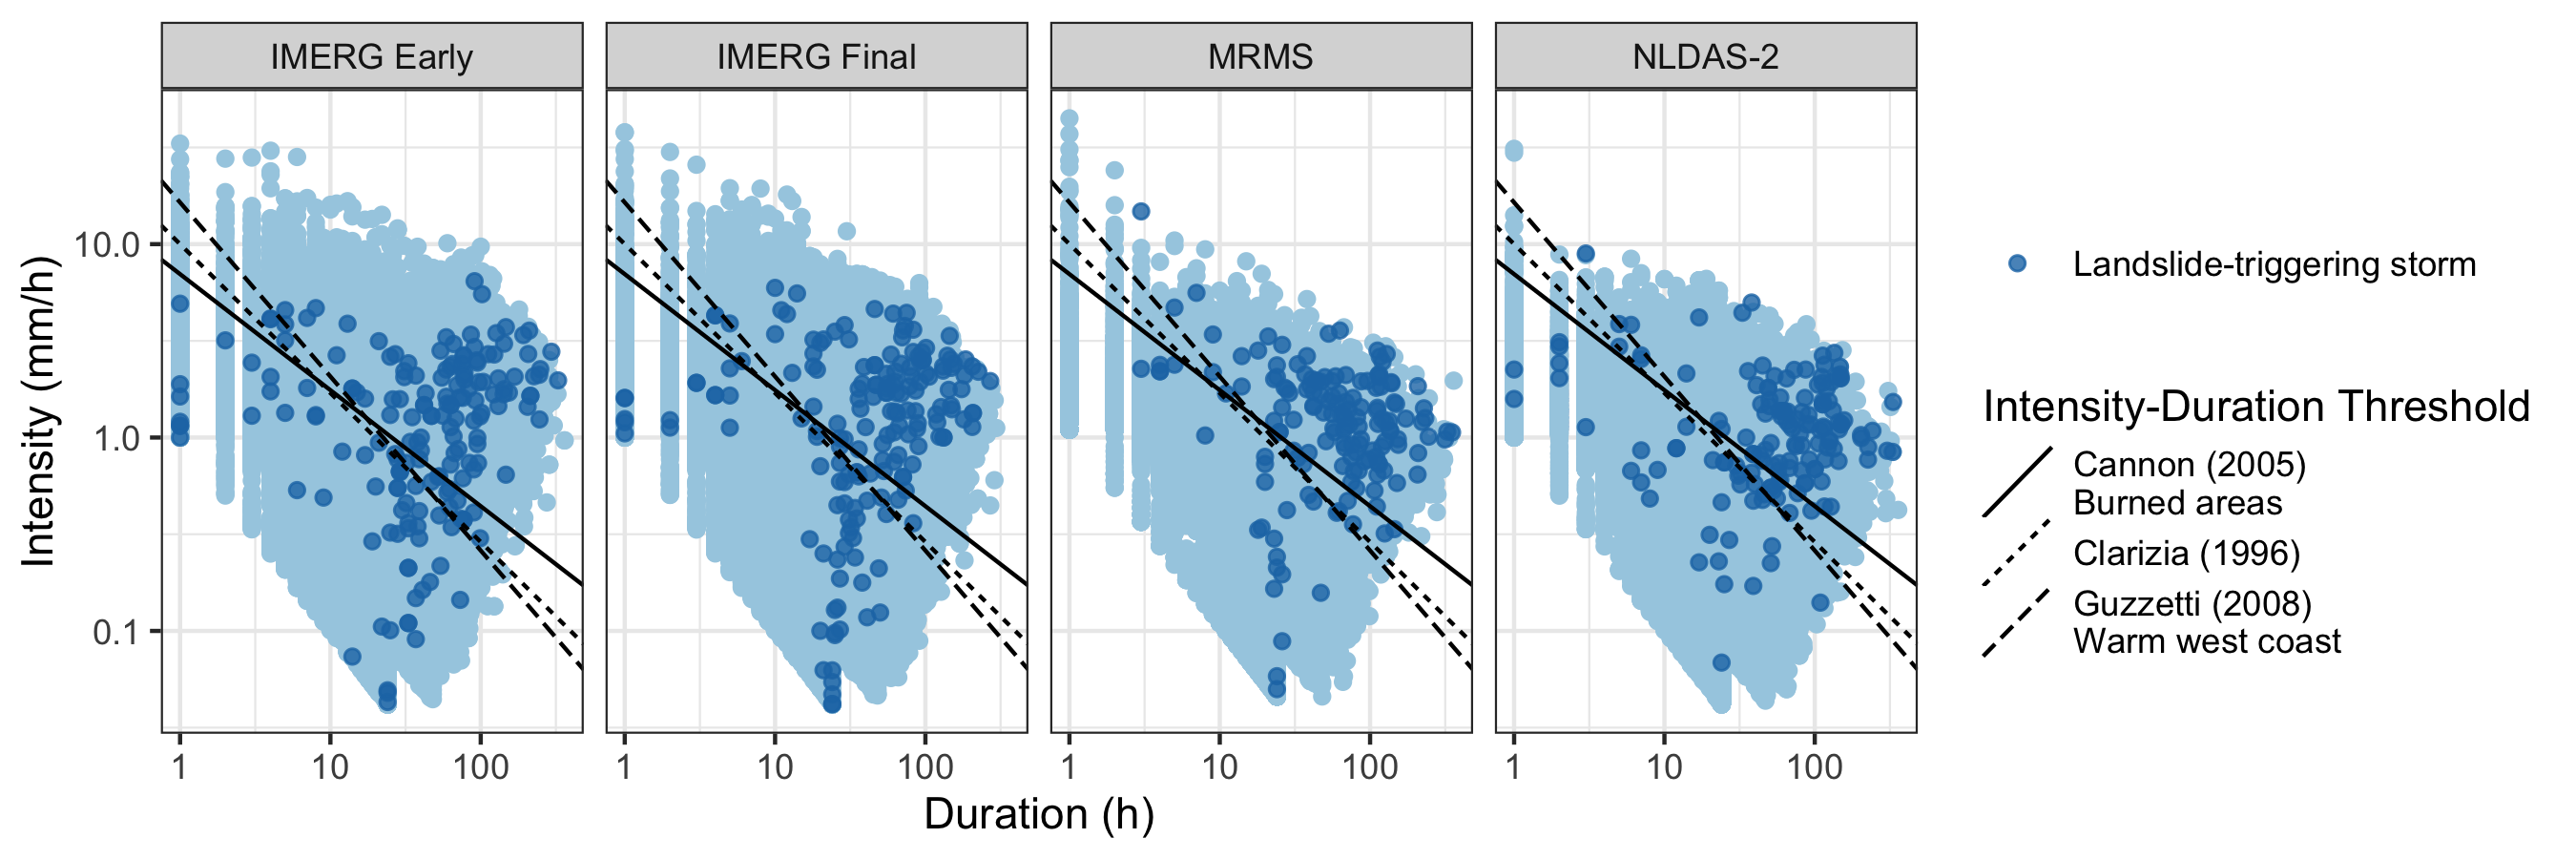 IMERG Early
IMERG Final
MRMS
NLDAS-2
Intensity (mm/h)
10.0
1.0
0.1
1 10 100
1 10 100
1 10 100
1 10 100
Duration (h)
Landslide-triggering storm
Intensity-Duration Threshold
Cannon (2005)
Burned areas
Clarizia (1996)
Guzzetti (2008)
Warm west coast